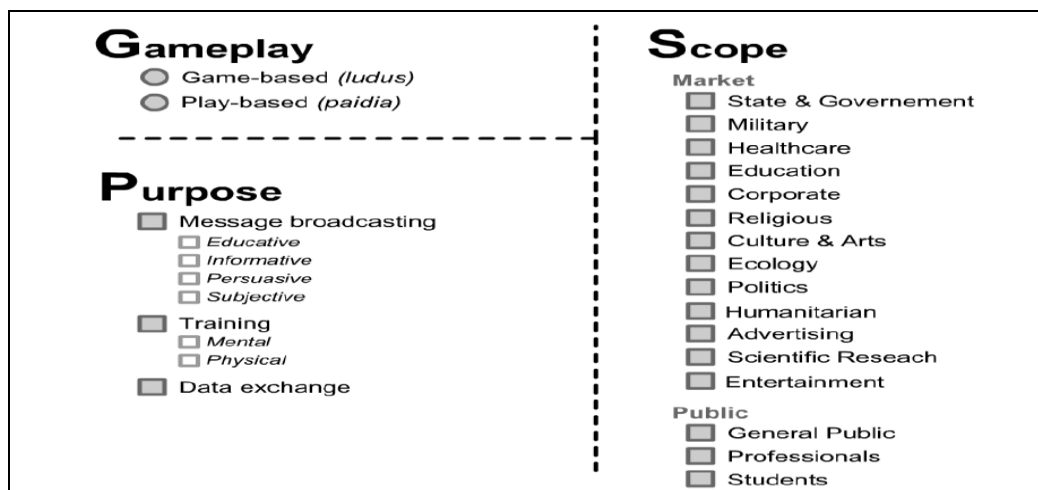 Gameplay
Game-based (ludus)
Play-based (paidia)
Purpose
Message broadcasting
Educative
Informative
Persuasive
Subjective
Training
Mental
Physical
Data exchange
Scope
Market
State & Governement
Military
Healthcare
Education
Corporate
Religious
Culture & Arts
Ecology
Politics
Humanitarian
Advertising
Scientific Reseach
Entertainment
Public
General Public
Professionals
Students